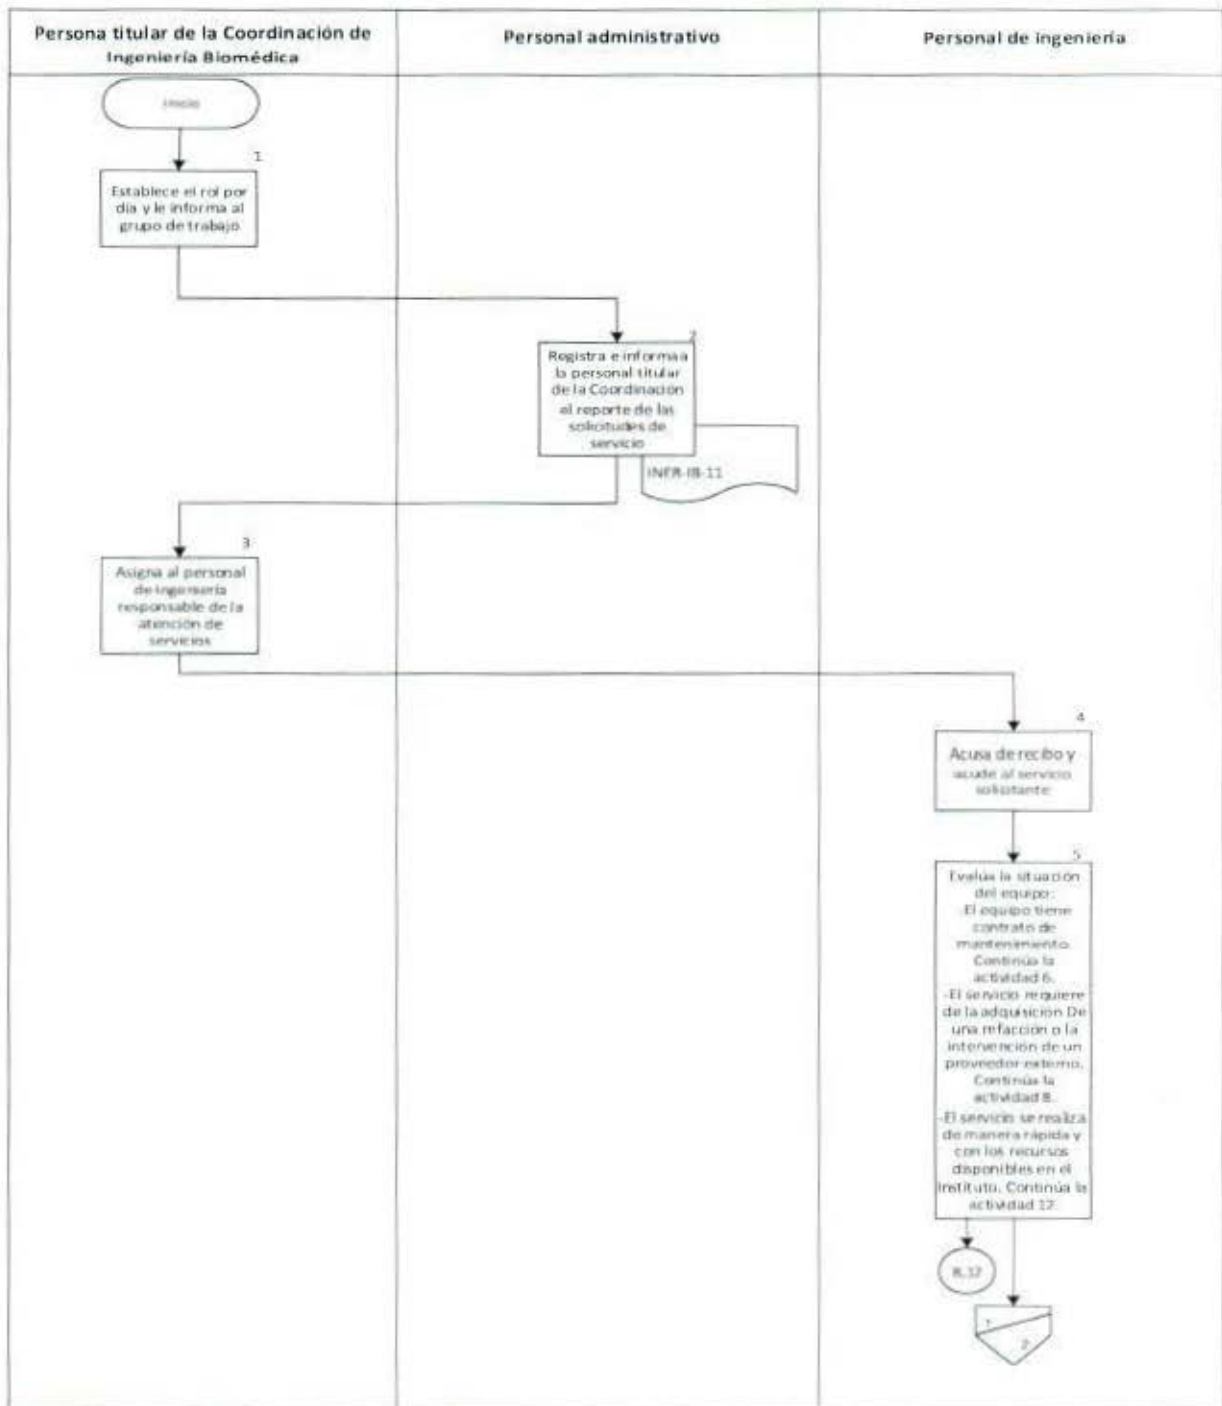 Persona titular de la Coordinación de
Ingeniería Biomédica
Personal administrativo
Personal de ingeniería
Inicio
1
Establece el rol por
día y le informa al
grupo de trabajo
2
Registra e informa a
la personal titular
de la Coordinación
el reporte de las
solicitudes de
servicio
INER-IB-11
3
Asigna al personal
de ingeniería
responsable de la
atención de
servicios
4
Acusa de recibo y
acude al servicio
solicitante
5
Evalúa la situación
del equipo:
-El equipo tiene
contrato de
mantenimiento.
Continúa la
actividad 6.
-El servicio requiere
de la adquisición De
una refacción o la
intervención de un
proveedor externo.
Continúa la
actividad 8.
-El servicio se realiza
de manera rápida y
con los recursos
disponibles en el
Instituto. Continúa la
actividad 12
8,12
1
2